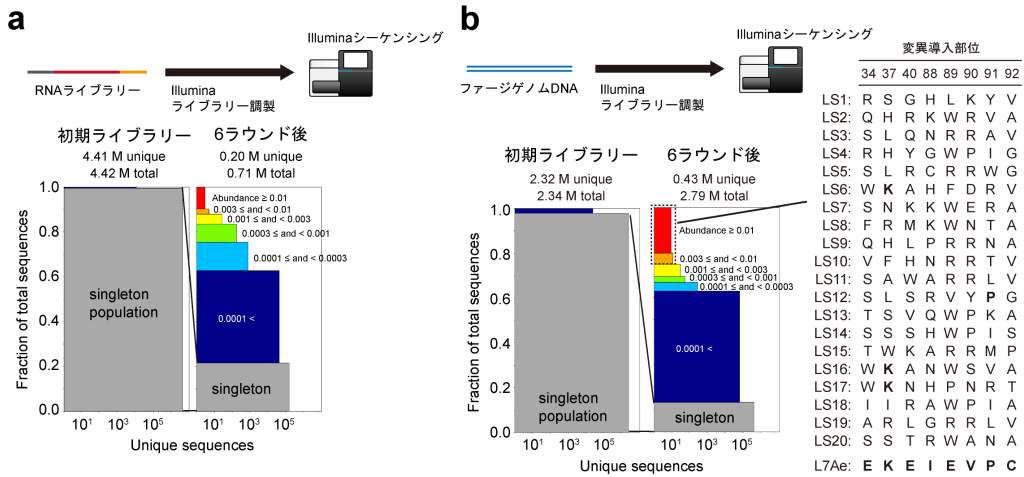 a
Illuminaシーケンシング
RNAライブラリー
Illumina
ライブラリー調製
初期ライブラリー
4.41 M unique
4.42 M total
6ラウンド後
0.20 unique
0.71 M total
Fraction of total sequences
1.0
0.8
0.6
0.4
0.2
0.0
singleton
population
Abundance ≥ 0.01
0.003 ≤ and < 0.01
0.001 ≤ and < 0.003
0.0003 ≤ and < 0.001
0.0001 ≤ and < 0.0003
0.0001 <
singleton
10¹ 10³ 10⁵ 10¹ 10³ 10⁵
Unique sequences
b
Illuminaシーケンシング
ファージゲノムDNA
Illumina
ライブラリー調製
初期ライブラリー
2.32 M unique
2.34 M total
6ラウンド後
0.43 M unique
2.79 M total
Fraction of total sequences
1.0
0.8
0.6
0.4
0.2
0.0
singleton
population
Abundance ≥ 0.01
0.003 ≤ and < 0.01
0.001 ≤ and < 0.003
0.0003 ≤ and < 0.001
0.0001 ≤ and < 0.0003
0.0001 <
singleton
10¹ 10³ 10⁵ 10¹ 10³ 10⁵
Unique sequences
変異導入部位
34 37 40 88 89 90 91 92
LS1: R S G H L K Y V
LS2: Q H R K W R V A
LS3: S L Q N R R A V
LS4: R H Y G W P I G
LS5: S L R C R R W G
LS6: W K A H F D R V
LS7: S N K K W E R A
LS8: F R M K W N T A
LS9: Q H L P R R N A
LS10: V F H N R R T V
LS11: S A W A R R L V
LS12: S L S R V Y P G
LS13: T S V Q W P K A
LS14: S S S H W P I S
LS15: T W K A R R M P
LS16: W K A N W S V A
LS17: W K N H P N R T
LS18: I I R A W P I A
LS19: A R L G R R L V
LS20: S S T R W A N A
L7Ae: E K E I E V P C